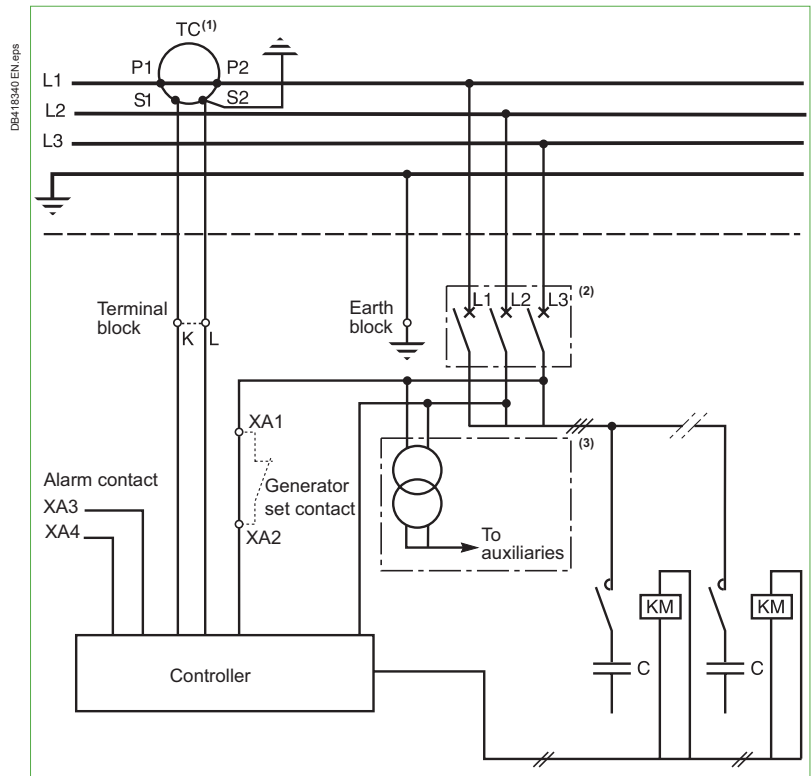 DB418340 EN.eps
TC(1)
P1 P2
L1
S1 S2
L2
L3
Terminal
block
K L
Earth
block
L1 L2 L3 (2)
XA1
(3)
Alarm contact
XA3
XA4
Generator
set contact
XA2
To
auxiliaries
KM KM
C C
Controller